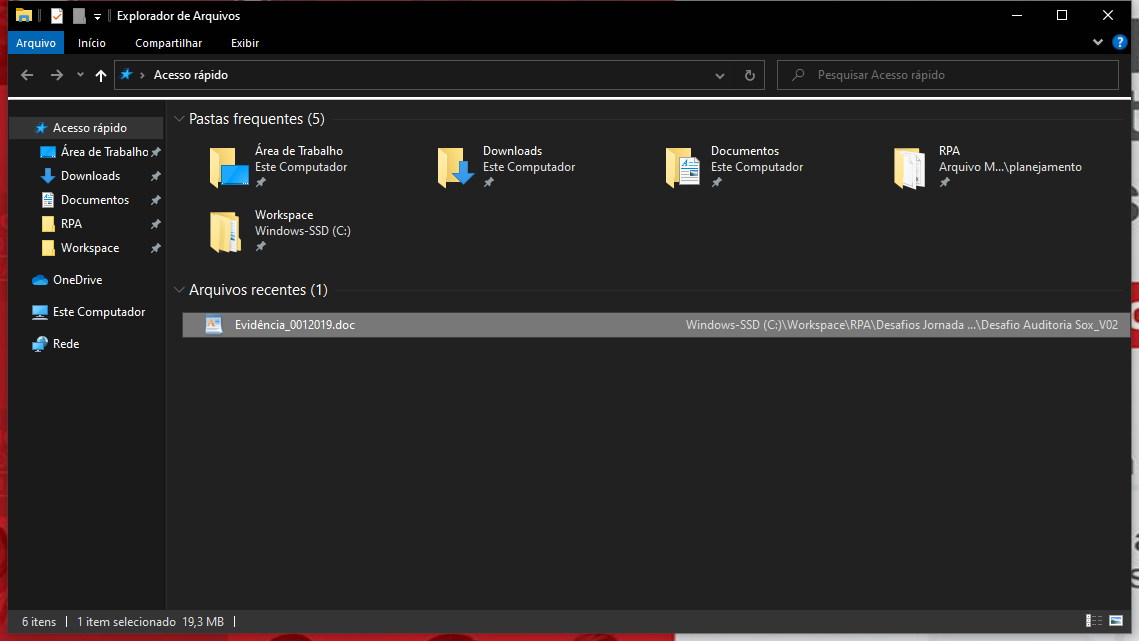 Explorador de Arquivos
Arquivo Início Compartilhar Exibir
Acesso rápido
Pesquisar Acesso rápido
Acesso rápido
Área de Trabalho
Downloads
Documentos
RPA
Workspace
OneDrive
Este Computador
Rede
Pastas frequentes (5)
Área de Trabalho
Este Computador
Downloads
Este Computador
Documentos
Este Computador
RPA
Arquivo M...\planejamento
Workspace
Windows-SSD (C:)
Arquivos recentes (1)
Evidência_0012019.doc Windows-SSD (C:)\Workspace\RPA\Desafios Jornada ...\Desafio Auditoria Sox_V02
6 itens 1 item selecionado 19,3 MB